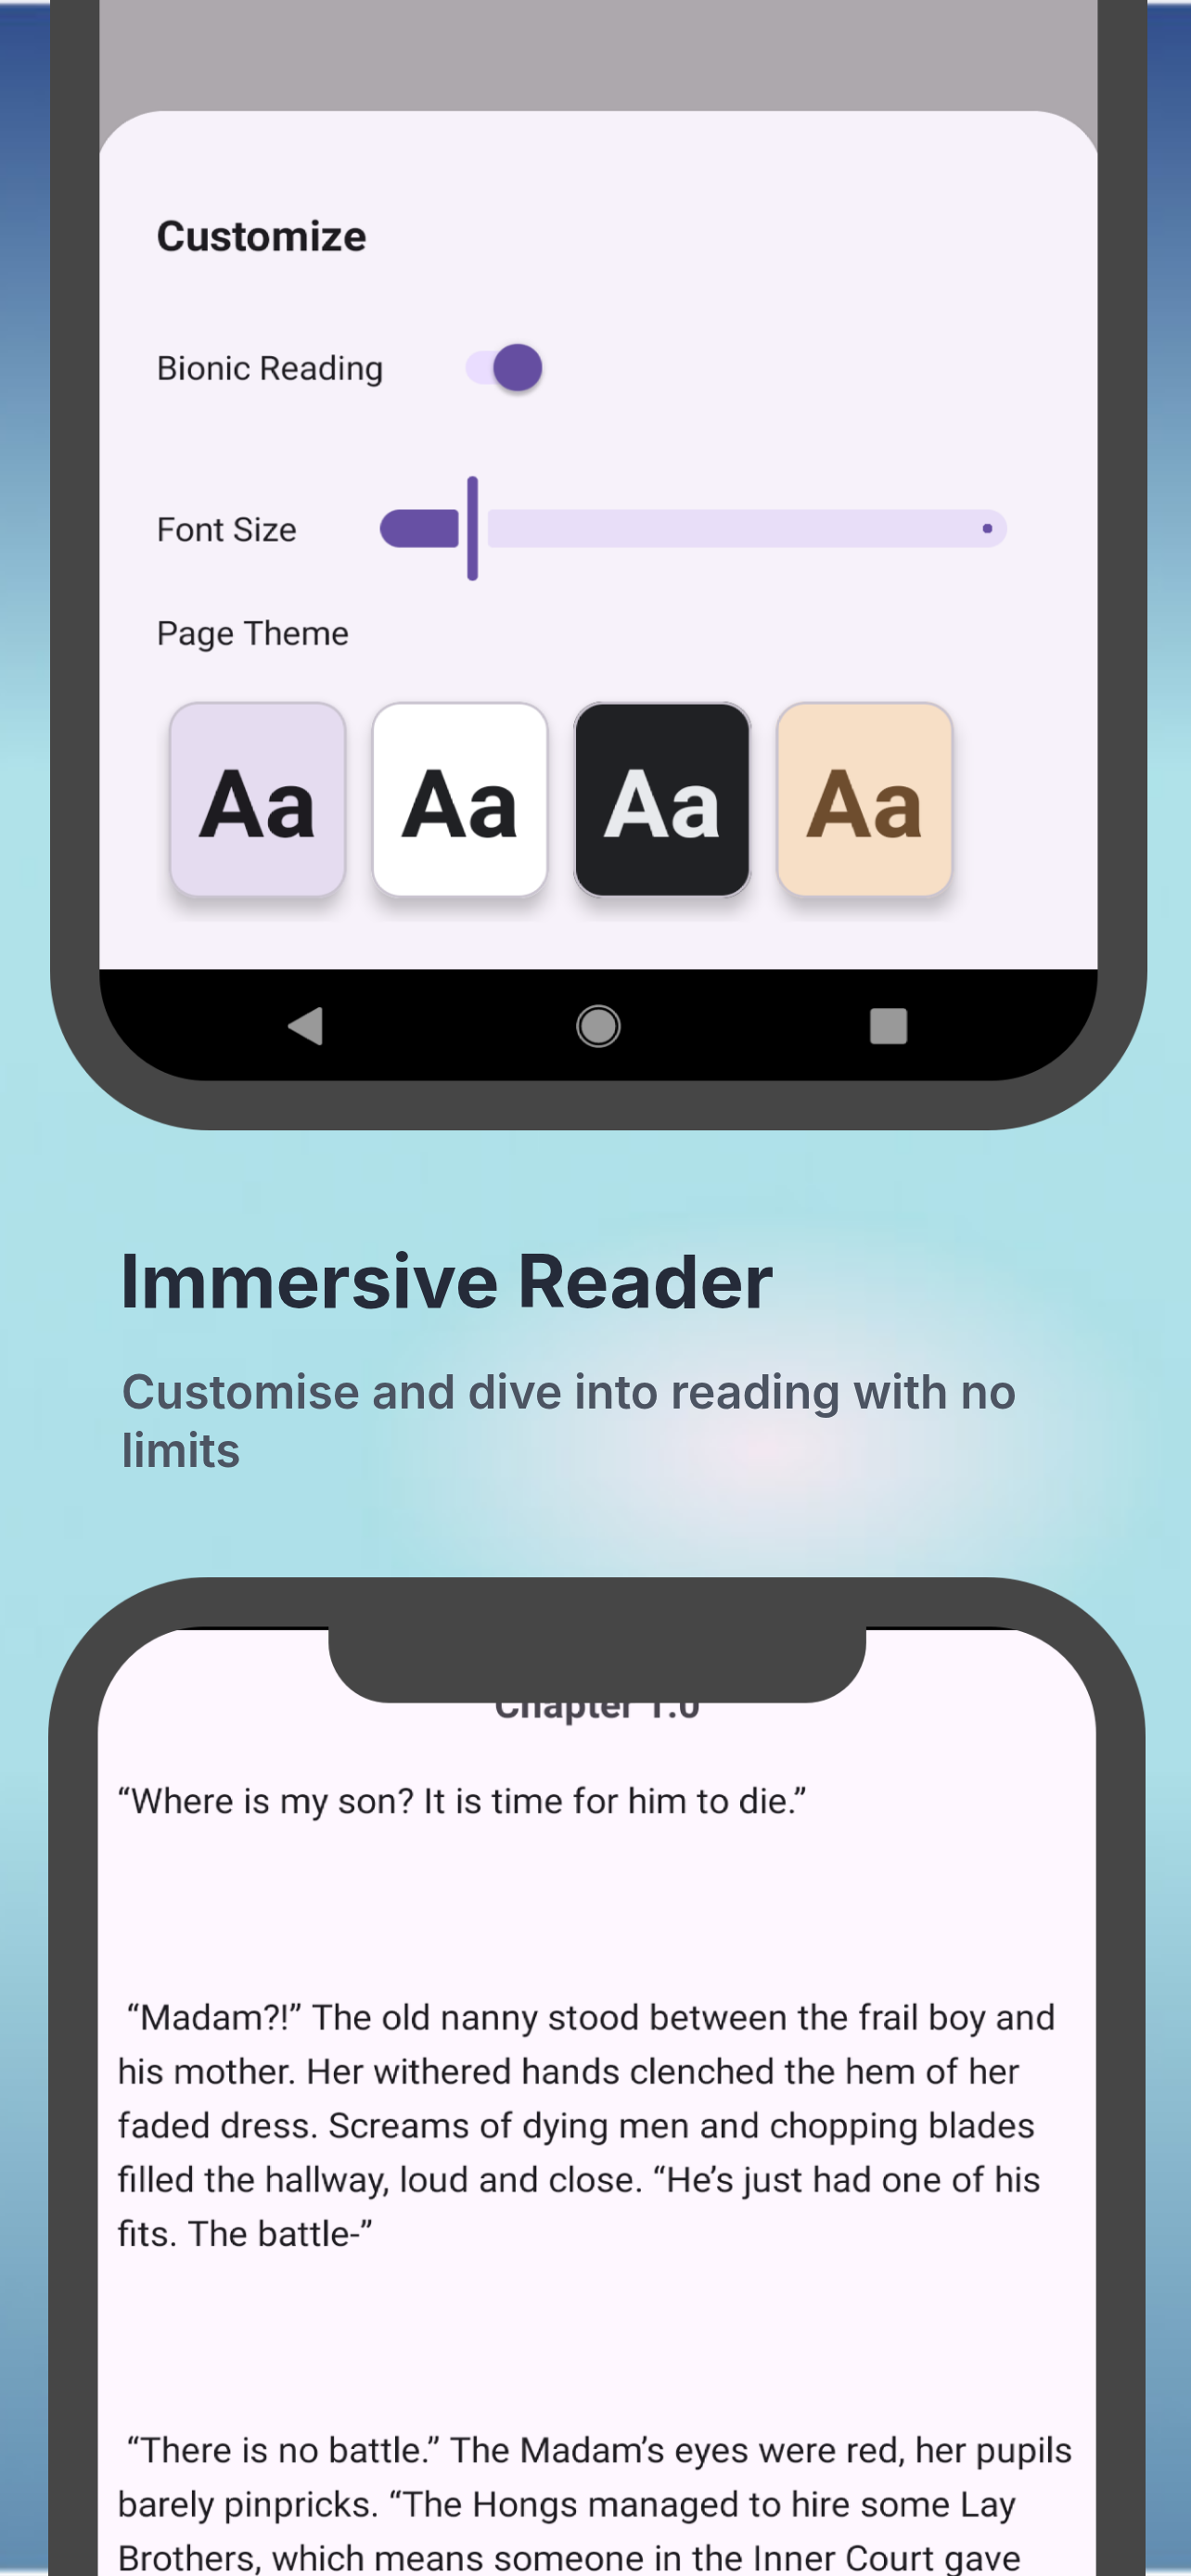 Customize
Bionic Reading
Font Size
Page Theme
Aa Aa Aa Aa
Immersive Reader
Customise and dive into reading with no
limits
Chapter 1.0
“Where is my son? It is time for him to die.”
“Madam?!” The old nanny stood between the frail boy and
his mother. Her withered hands clenched the hem of her
faded dress. Screams of dying men and chopping blades
filled the hallway, loud and close. “He’s just had one of his
fits. The battle-”
“There is no battle.” The Madam’s eyes were red, her pupils
barely pinpricks. “The Hongs managed to hire some Lay
Brothers, which means someone in the Inner Court gave